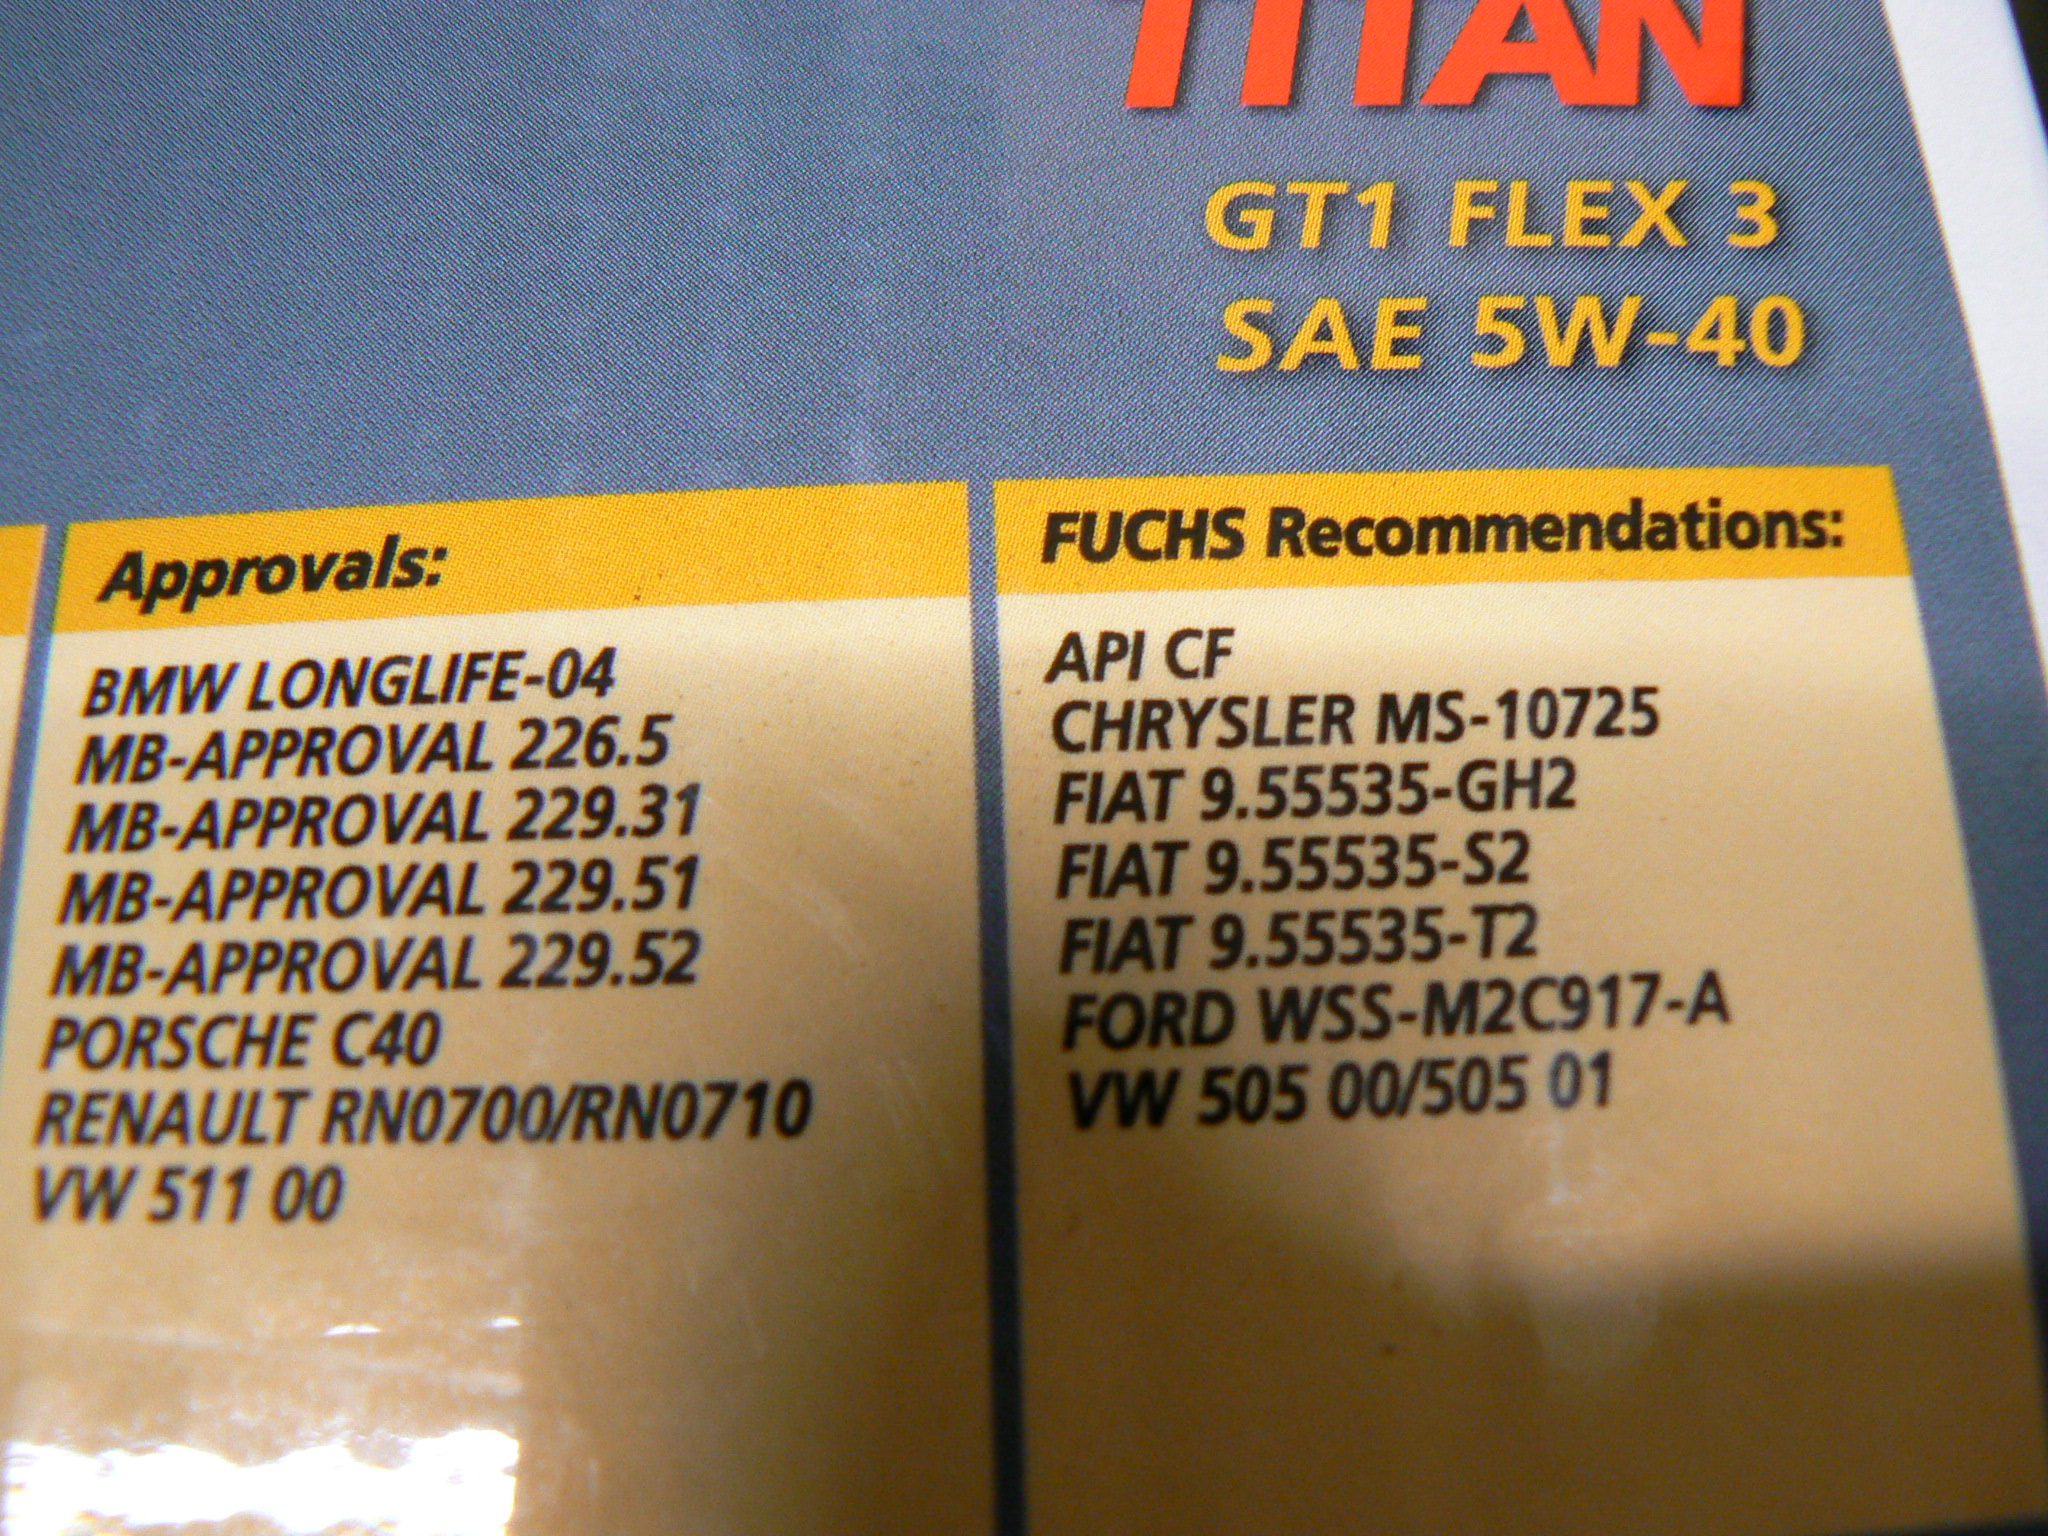 TITAN
GT1 FLEX 3
SAE 5W-40
Approvals:
BMW LONGLIFE-04
MB-APPROVAL 226.5
MB-APPROVAL 229.31
MB-APPROVAL 229.51
MB-APPROVAL 229.52
PORSCHE C40
RENAULT RN0700/RN0710
VW 511 00
FUCHS Recommendations:
API CF
CHRYSLER MS-10725
FIAT 9.55535-GH2
FIAT 9.55535-S2
FIAT 9.55535-T2
FORD WSS-M2C917-A
VW 505 00/505 01